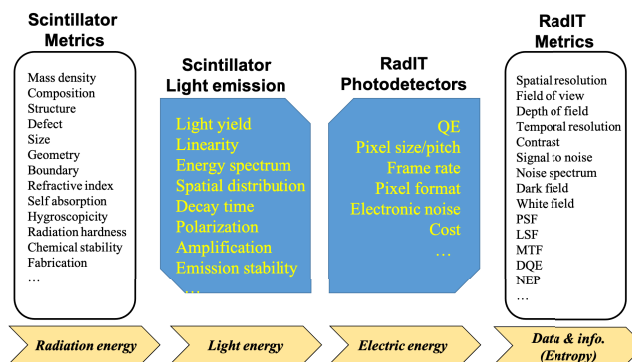 Scintillator
Metrics
Mass density
Composition
Structure
Defect
Size
Geometry
Boundary
Refractive index
Self absorption
Hygroscopicity
Radiation hardness
Chemical stability
Fabrication
…
Scintillator
Light emission
Light yield
Linearity
Energy spectrum
Spatial distribution
Decay time
Polarization
Amplification
Emission stability
…
RadIT
Photodetectors
QE
Pixel size/pitch
Frame rate
Pixel format
Electronic noise
Cost
…
RadIT
Metrics
Spatial resolution
Field of view
Depth of field
Temporal resolution
Contrast
Signal to noise
Noise spectrum
Dark field
White field
PSF
LSF
MTF
DQE
NEP
…
Radiation energy
Light energy
Electric energy
Data & info.
(Entropy)